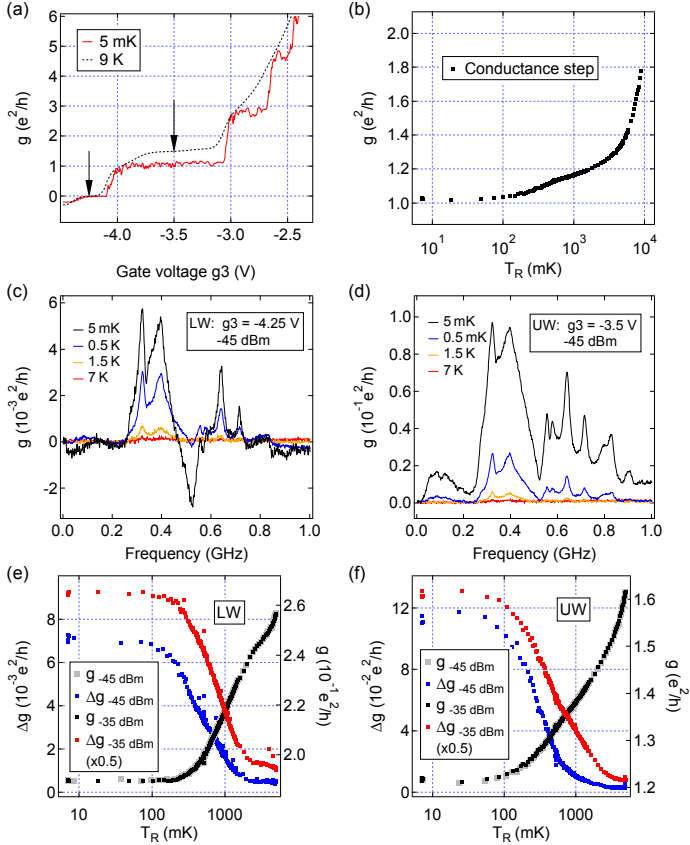 (a)
6
5
4
3
2
1
0
g (e²/h)
5 mK
9 K
-4.0
-3.5
-3.0
-2.5
Gate voltage g3 (V)
(b)
2.0
1.8
1.6
1.4
1.2
1.0
g (e²/h)
Conductance step
10¹
10²
10³
10⁴
T_R (mK)
(c)
6
4
2
0
-2
g (10⁻³e²/h)
5 mK
0.5 K
1.5 K
7 K
LW: g3 = -4.25 V
-45 dBm
0.0
0.2
0.4
0.6
0.8
1.0
Frequency (GHz)
(d)
1.0
0.8
0.6
0.4
0.2
0.0
g (10⁻¹e²/h)
5 mK
0.5 mK
1.5 K
7 K
UW: g3 = -3.5 V
-45 dBm
0.0
0.2
0.4
0.6
0.8
1.0
Frequency (GHz)
(e)
8
6
4
2
0
Δg (10⁻³e²/h)
LW
g -45 dBm
Δg -45 dBm
g -35 dBm
Δg -35 dBm
(x0.5)
2.6
2.4
2.2
2.0
g (10⁻¹e²/h)
10
100
1000
T_R (mK)
(f)
12
8
4
0
Δg (10⁻²e²/h)
UW
g -45 dBm
Δg -45 dBm
g -35 dBm
Δg -35 dBm
(x0.5)
1.6
1.5
1.4
1.3
1.2
g (e²/h)
10
100
1000
T_R (mK)